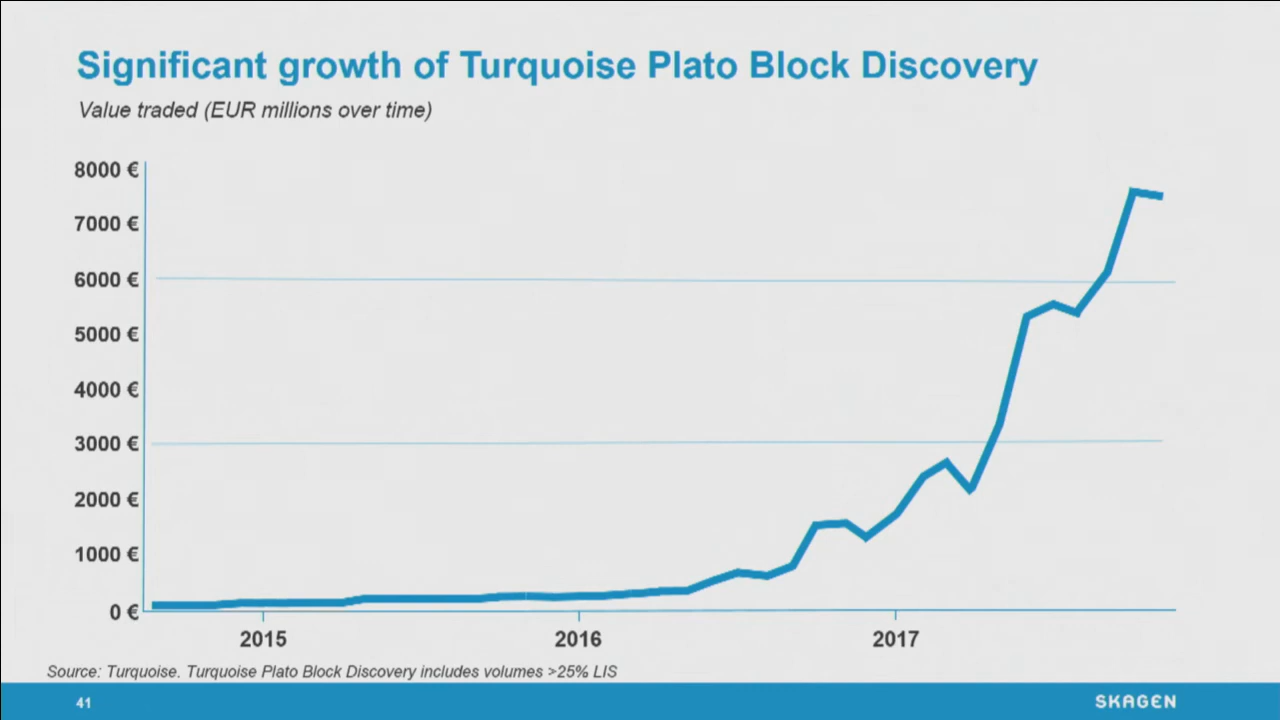 Significant growth of Turquoise Plato Block Discovery
Value traded (EUR millions over time)
8000 €
7000 €
6000 €
5000 €
4000 €
3000 €
2000 €
1000 €
0 €
2015 2016 2017
Source: Turquoise. Turquoise Plato Block Discovery includes volumes >25% LIS
41 SKAGEN